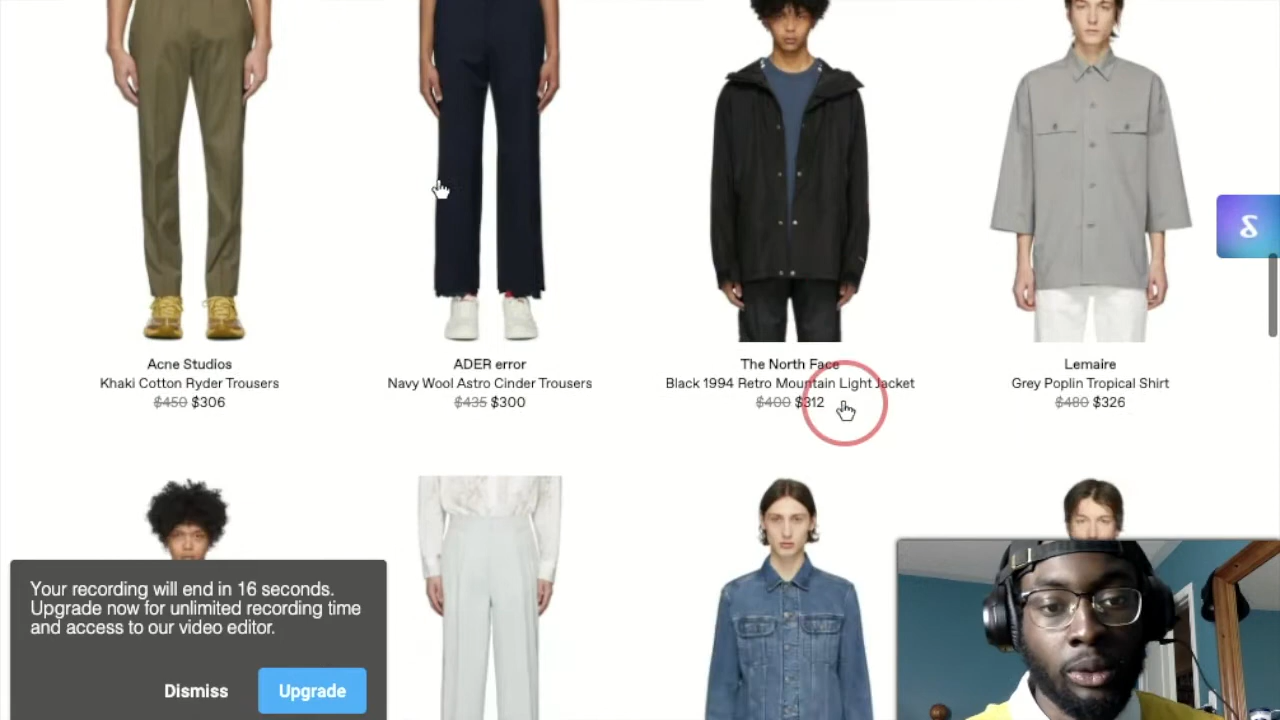 Acne Studios
Khaki Cotton Ryder Trousers
$450 $306
ADER error
Navy Wool Astro Cinder Trousers
$435 $300
The North Face
Black 1994 Retro Mountain Light Jacket
$400 $312
Lemaire
Grey Poplin Tropical Shirt
$480 $326
Your recording will end in 16 seconds.
Upgrade now for unlimited recording time
and access to our video editor.
Dismiss
Upgrade